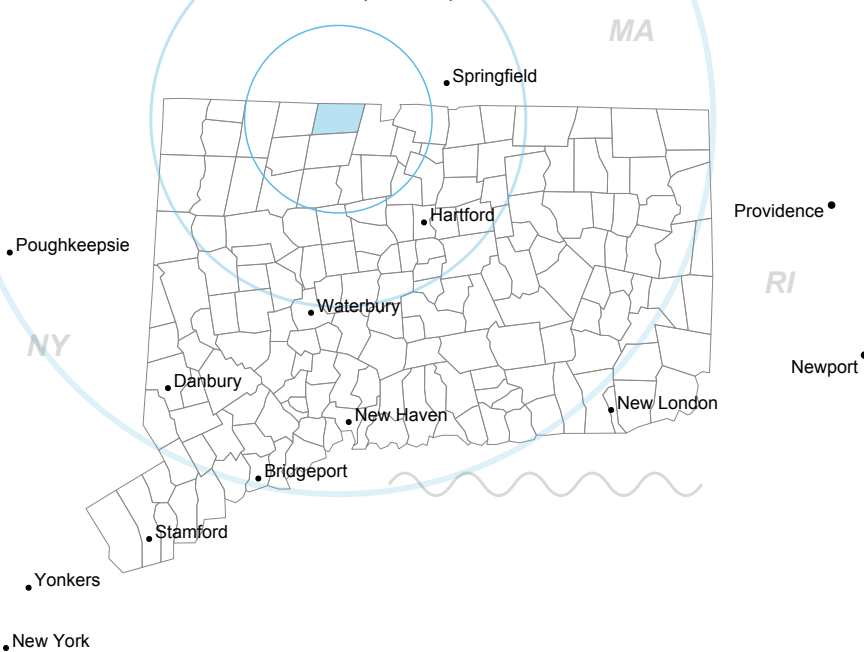 MA
Springfield
Hartford
Providence
Poughkeepsie
RI
Waterbury
NY
Newport
Danbury
New London
New Haven
Bridgeport
Stamford
Yonkers
New York